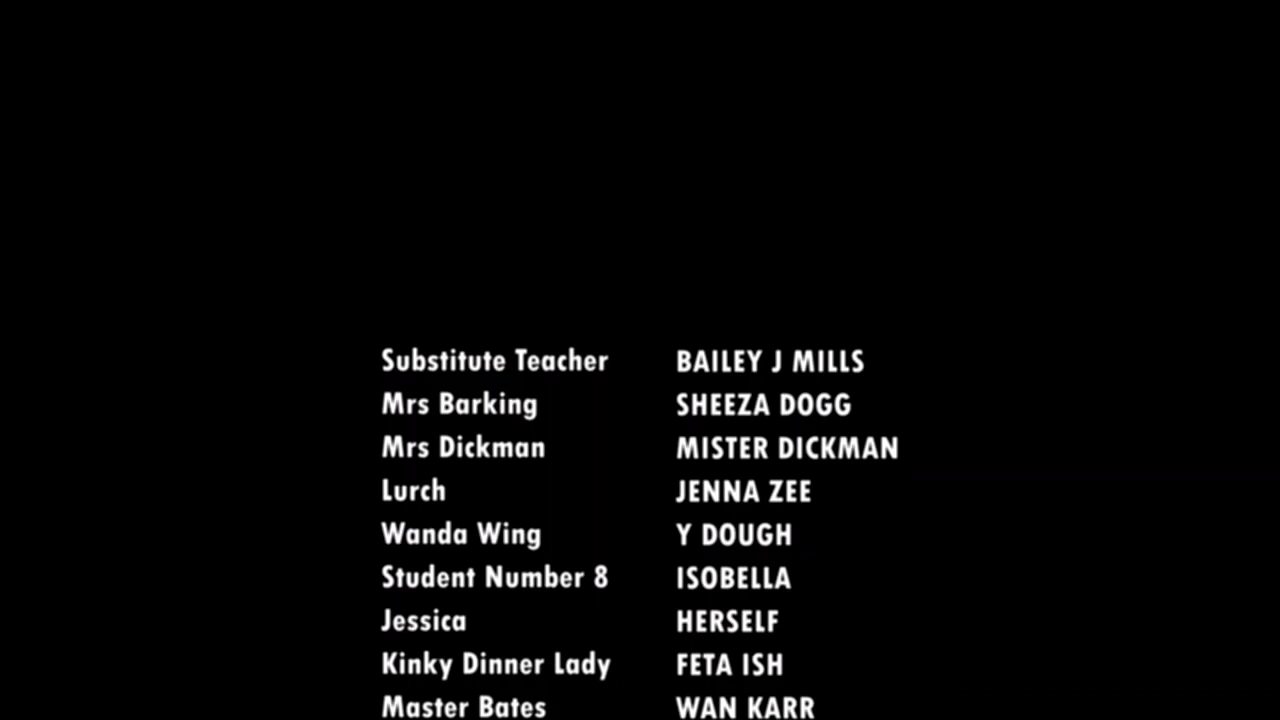 Substitute Teacher BAILEY J MILLS
Mrs Barking SHEEZA DOGG
Mrs Dickman MISTER DICKMAN
Lurch JENNA ZEE
Wanda Wing Y DOUGH
Student Number 8 ISOBELLA
Jessica HERSELF
Kinky Dinner Lady FETA ISH
Master Bates WAN KARR